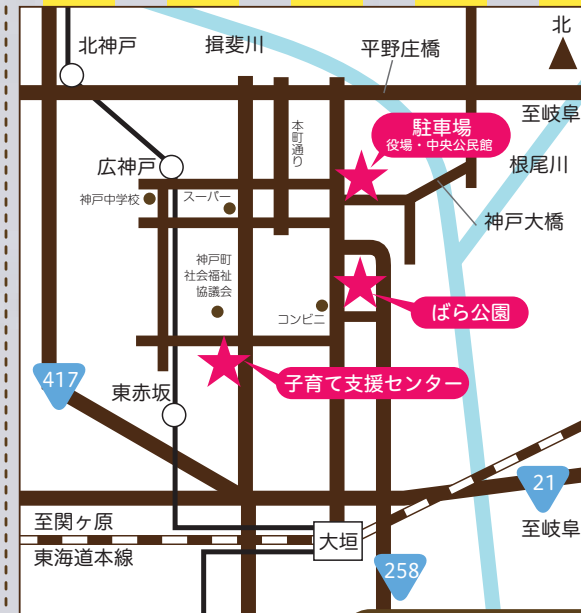 北神戸
揖斐川
平野庄橋
北
至岐阜
駐車場
役場・中央公民館
本町通り
広神戸
根尾川
神戸中学校
スーパー
神戸大橋
神戸町
社会福祉
協議会
コンビニ
ばら公園
417
東赤坂
子育て支援センター
21
至関ヶ原
至岐阜
大垣
東海道本線
258